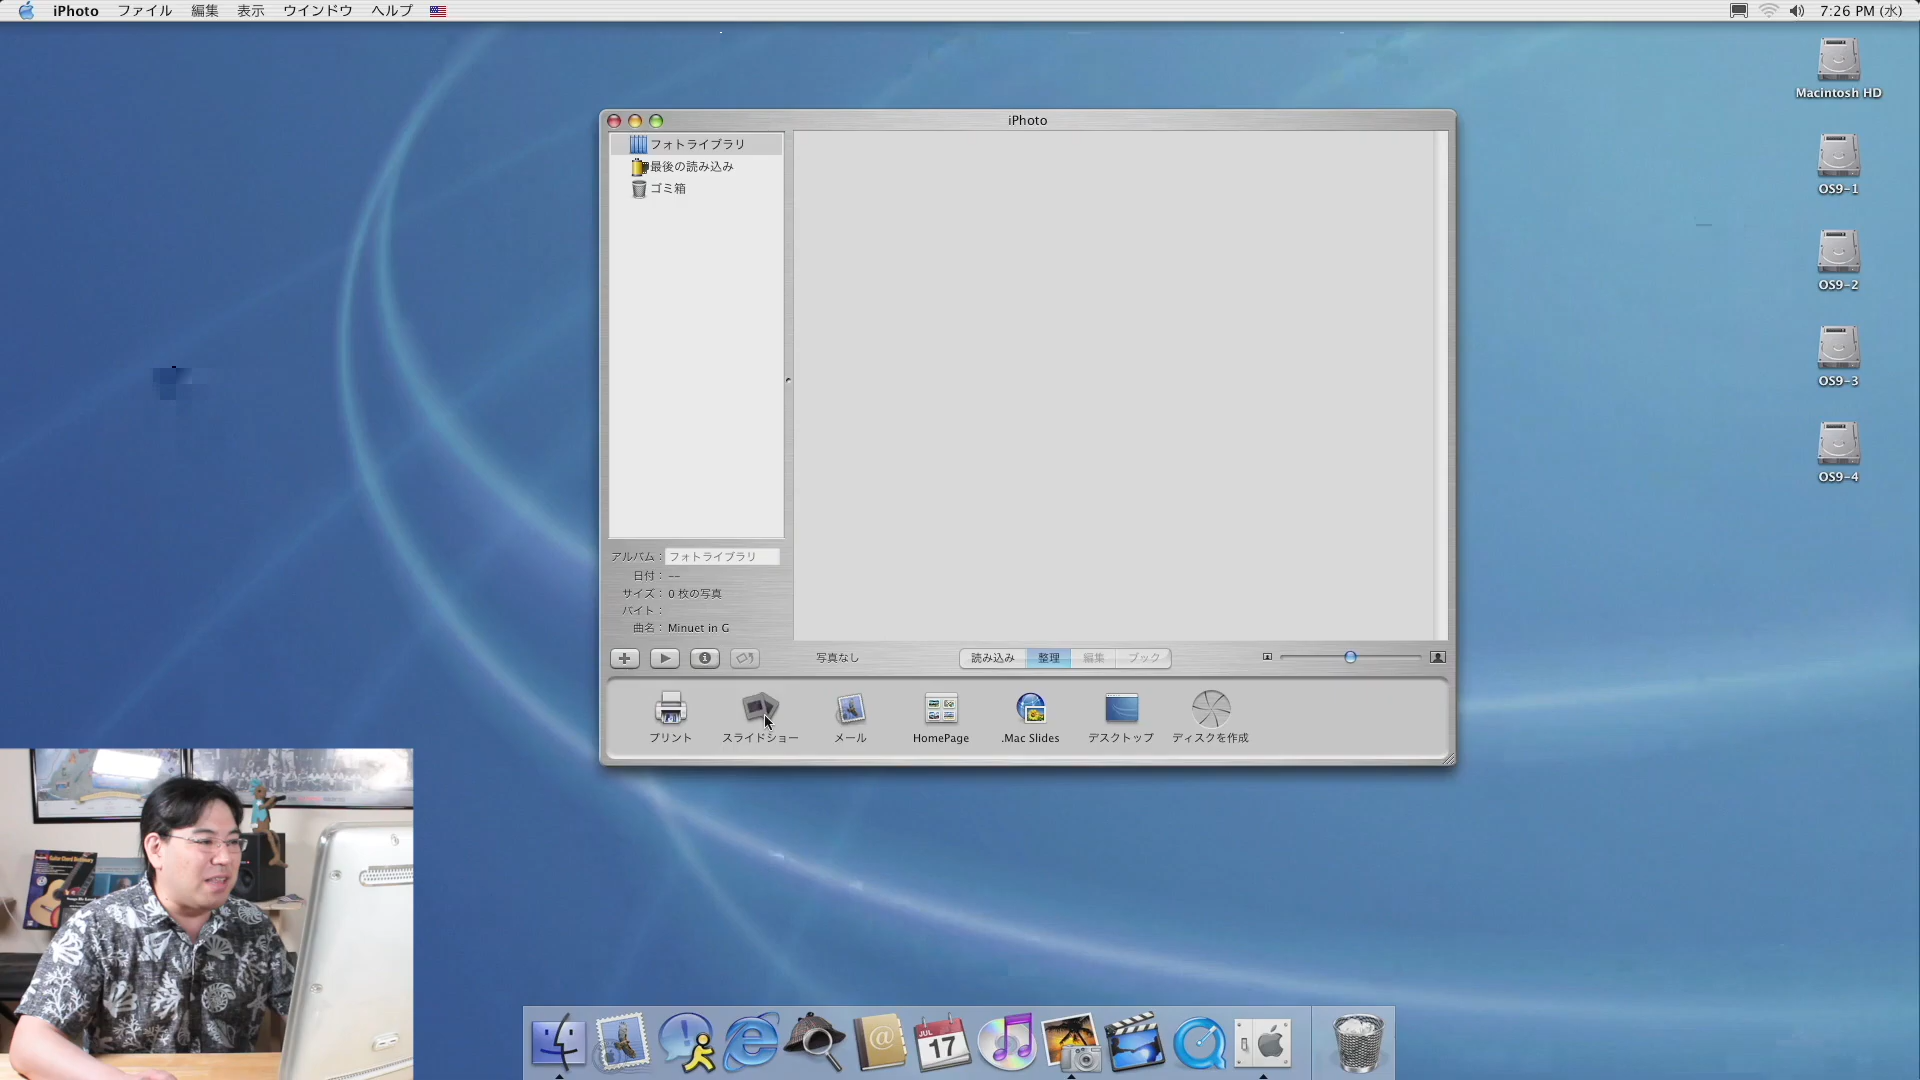 iPhoto ファイル 編集 表示 ウインドウ ヘルプ 7:26 PM (水)
Macintosh HD
OS9-1
OS9-2
OS9-3
OS9-4
iPhoto
フォトライブラリ
最後の読み込み
ゴミ箱
アルバム： フォトライブラリ
日付： --
サイズ： 0 枚の写真
バイト：
曲名： Minuet in G
写真なし 読み込み 整理 編集 ブック
プリント スライドショー メール HomePage .Mac Slides デスクトップ ディスクを作成
Guitar Chord Dictionary
JUL
17